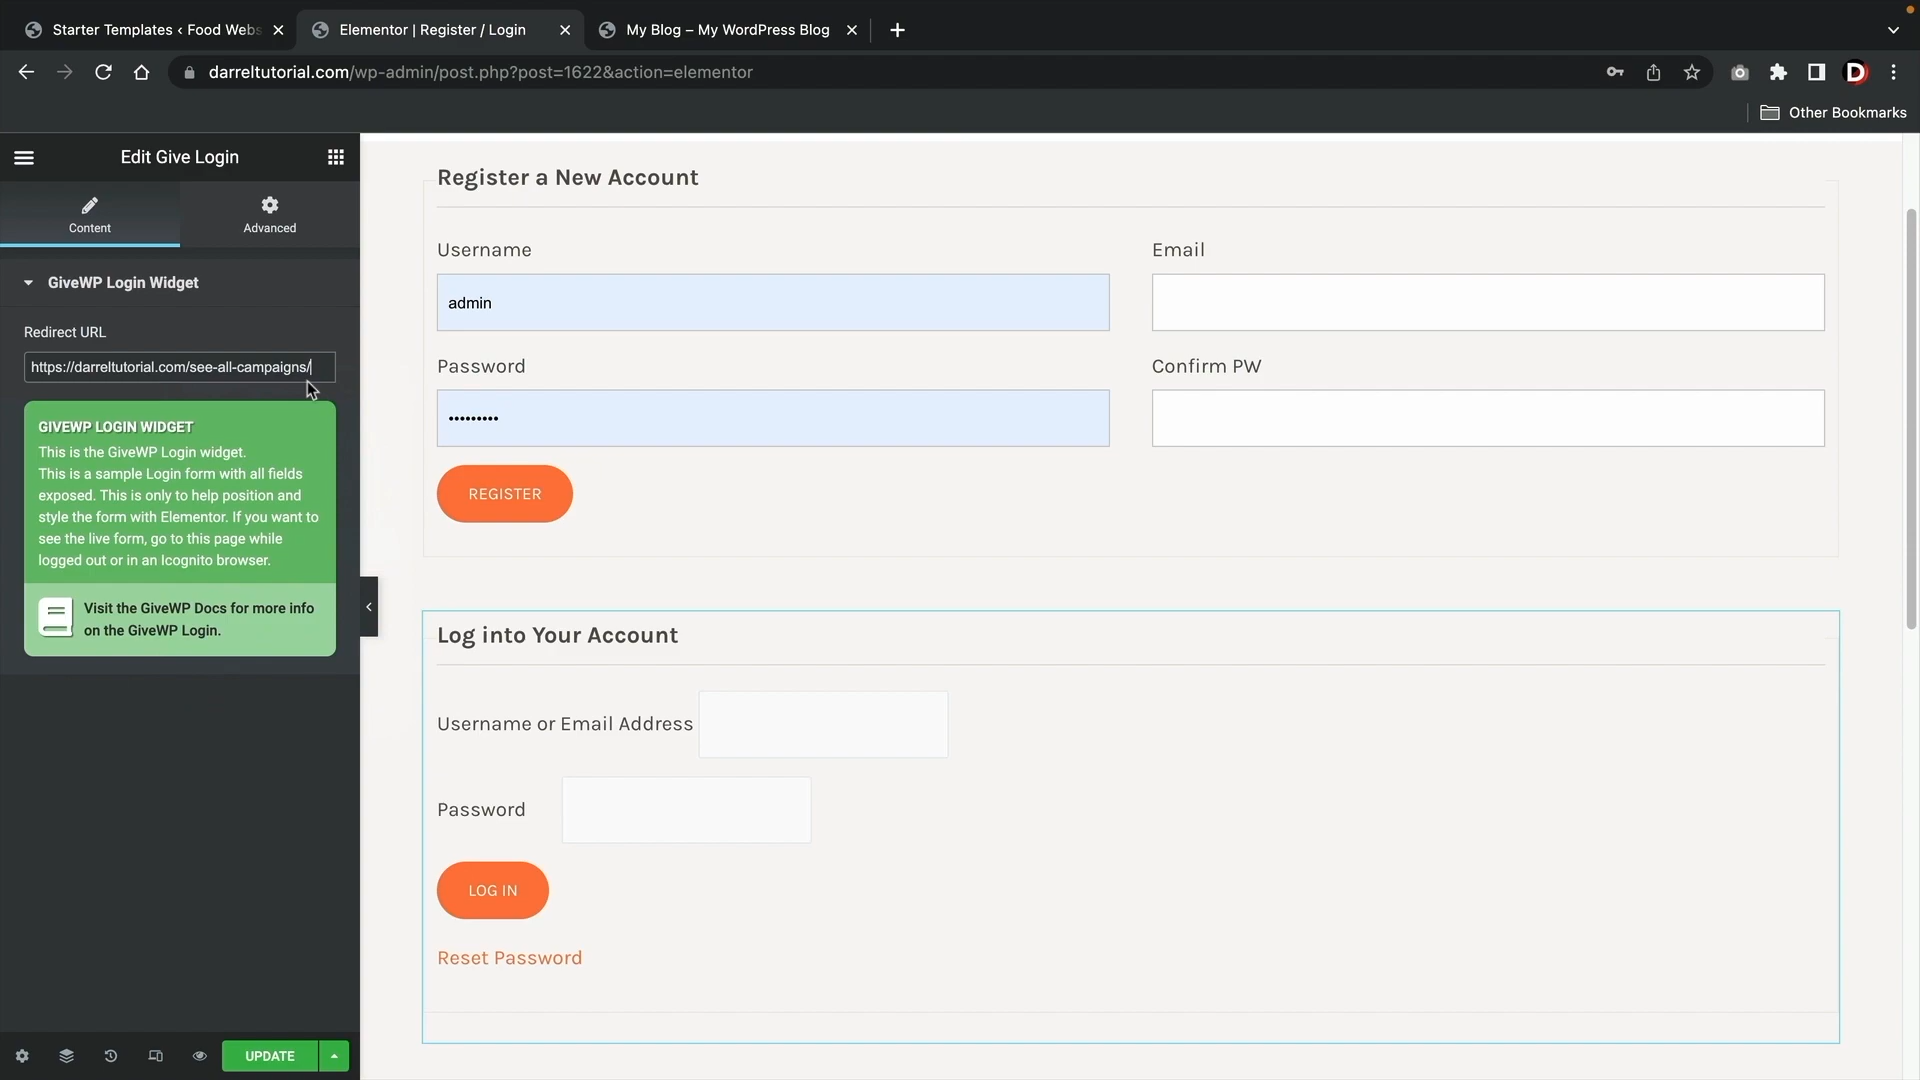 Starter Templates ‹ Food Webs
Elementor | Register / Login
My Blog – My WordPress Blog
darreltutorial.com/wp-admin/post.php?post=1622&action=elementor
D
Other Bookmarks
Edit Give Login
Content
Advanced
GiveWP Login Widget
Redirect URL
https://darreltutorial.com/see-all-campaigns/
GIVEWP LOGIN WIDGET
This is the GiveWP Login widget.
This is a sample Login form with all fields
exposed. This is only to help position and
style the form with Elementor. If you want to
see the live form, go to this page while
logged out or in an Icognito browser.
Visit the GiveWP Docs for more info
on the GiveWP Login.
UPDATE
Register a New Account
Username
Email
admin
Password
Confirm PW
•••••••••
REGISTER
Log into Your Account
Username or Email Address
Password
LOG IN
Reset Password